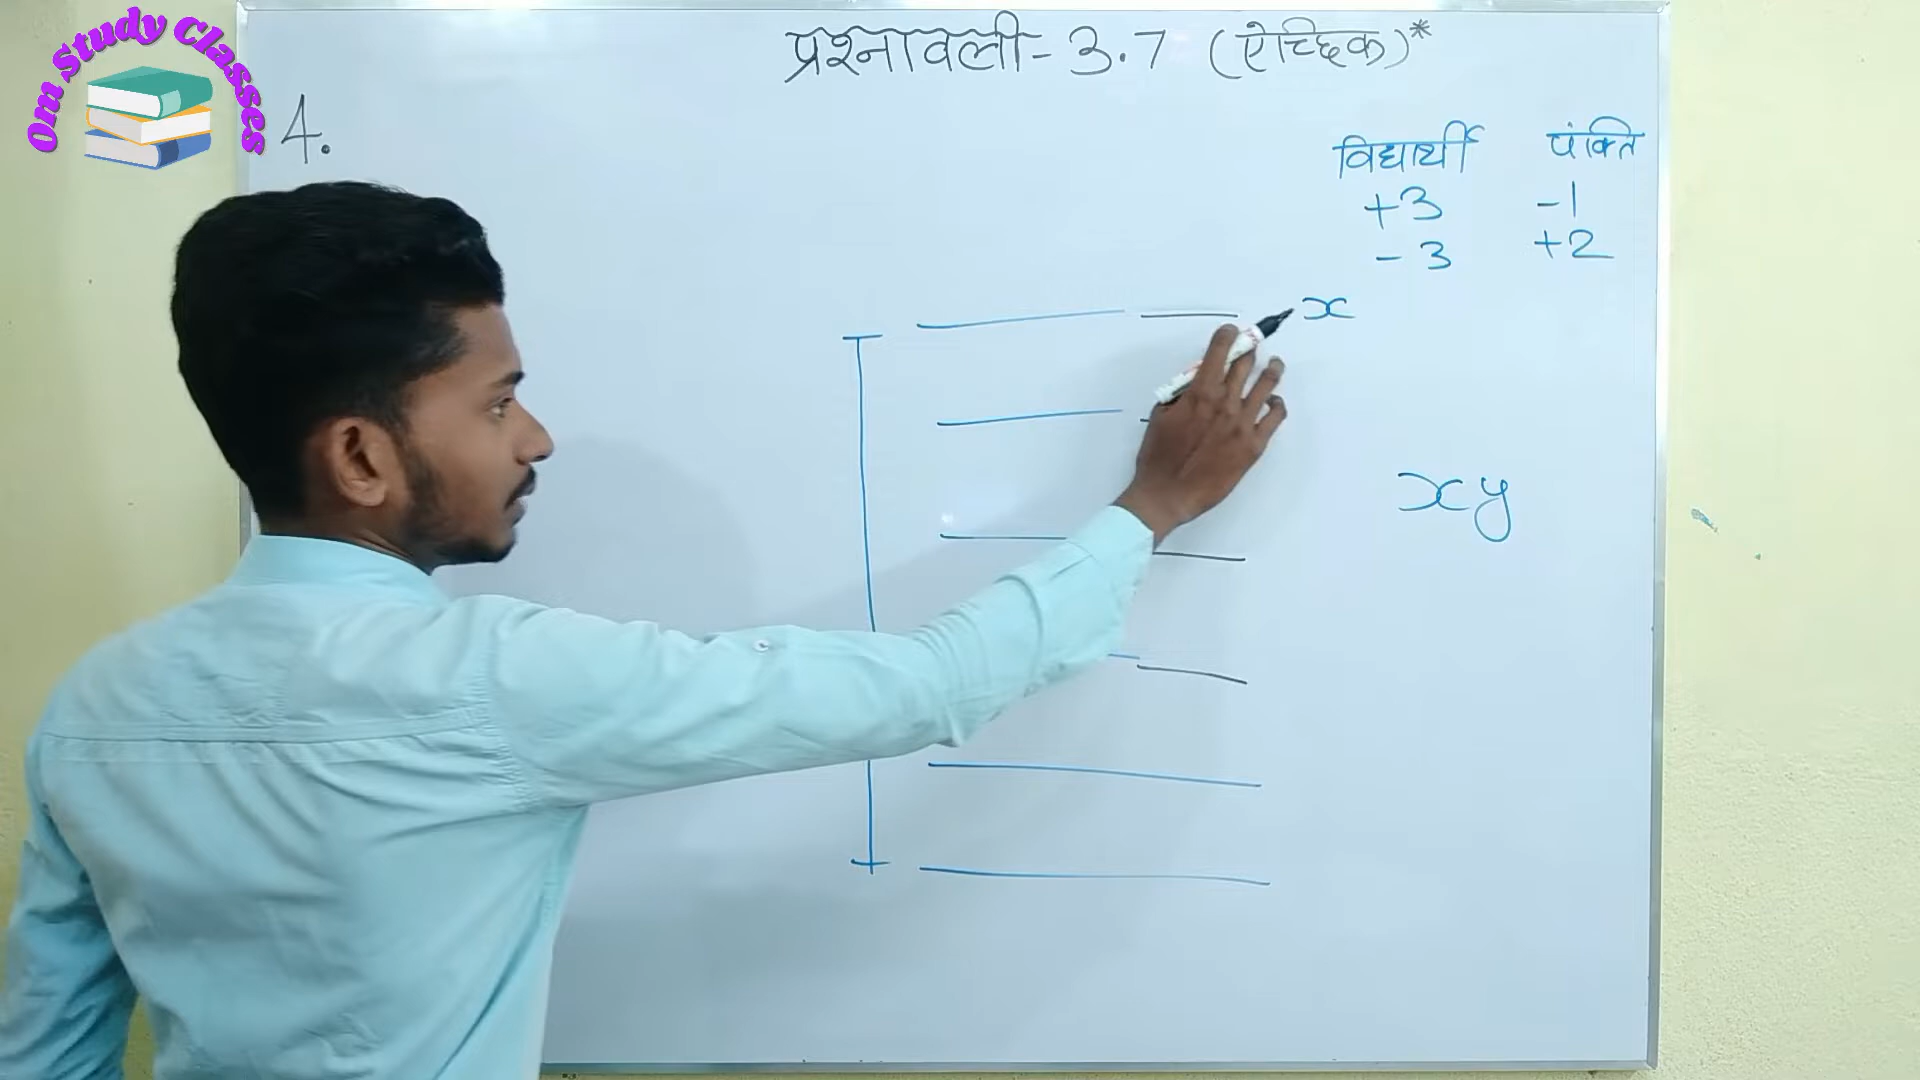 Om Study Classes
प्रश्नावली - 3.7 (ऐच्छिक)*
4.
विद्यार्थी पंक्ति
+3 -1
-3 +2
x
xy